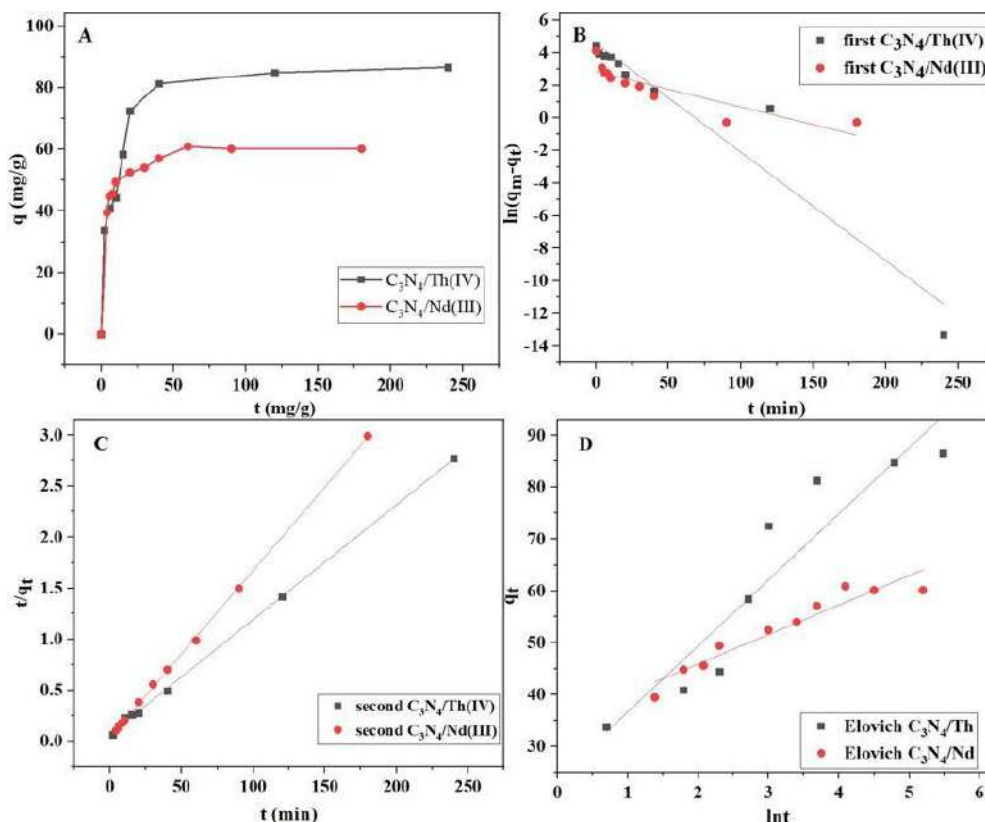 A
q (mg/g)
100
80
60
40
20
0
C₃N₄/Th(IV)
C₃N₄/Nd(III)
0 50 100 150 200 250
t (mg/g)
B
ln(qm-qt)
6
4
2
0
-2
-4
-6
-8
-10
-12
-14
first C₃N₄/Th(IV)
first C₃N₄/Nd(III)
0 50 100 150 200 250
t (min)
C
t/qt
3.0
2.5
2.0
1.5
1.0
0.5
0.0
second C₃N₄/Th(IV)
second C₃N₄/Nd(III)
0 50 100 150 200 250
t (min)
D
qt
90
80
70
60
50
40
30
Elovich C₃N₄/Th
Elovich C₃N₄/Nd
0 1 2 3 4 5 6
lnt